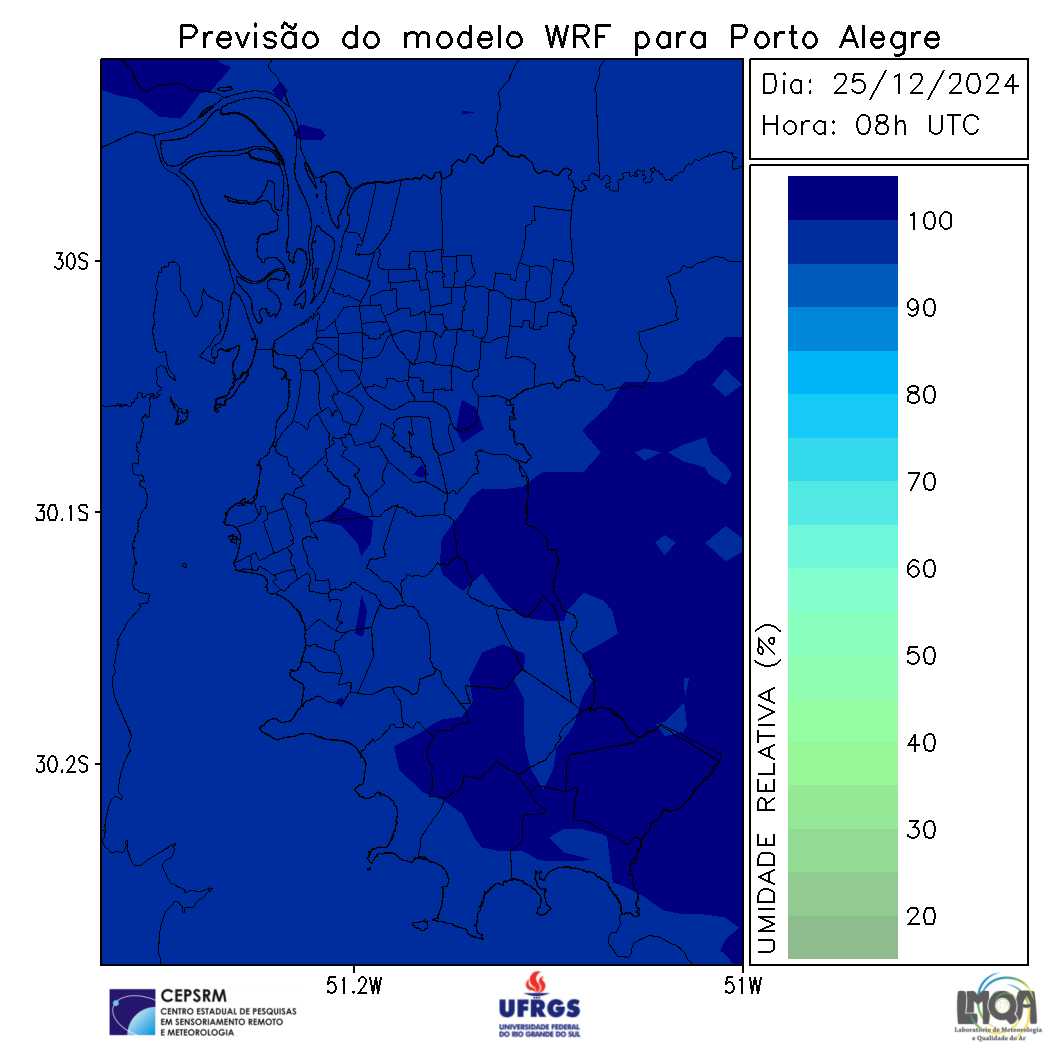 Previsão do modelo WRF para Porto Alegre
Dia: 25/12/2024
Hora: 08h UTC
30S
30.1S
30.2S
51.2W
51W
UMIDADE RELATIVA (%)
100
90
80
70
60
50
40
30
20
CEPSRM
CENTRO ESTADUAL DE PESQUISAS
EM SENSORIAMENTO REMOTO
E METEOROLOGIA
UFRGS
UNIVERSIDADE FEDERAL
DO RIO GRANDE DO SUL
LMQA
Laboratório de Meteorologia
e Qualidade do Ar